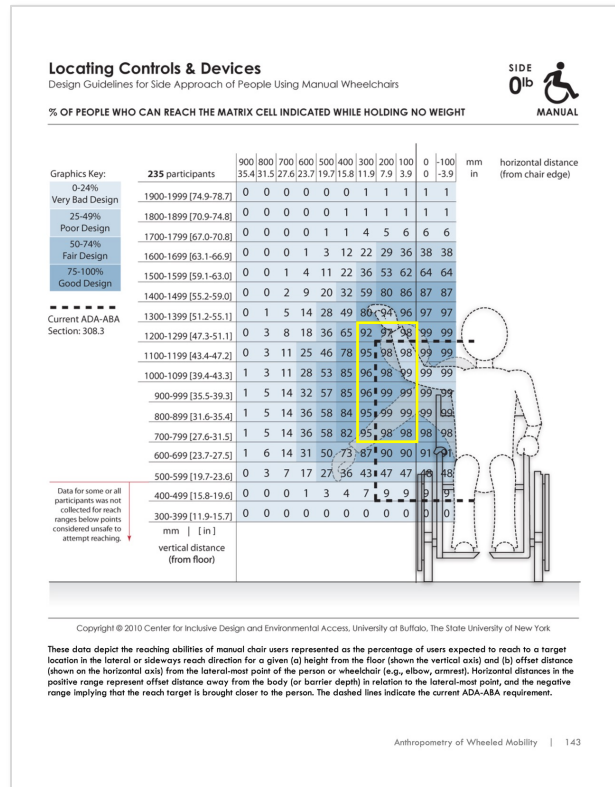 Locating Controls & Devices
Design Guidelines for Side Approach of People Using Manual Wheelchairs
SIDE
0lb
MANUAL
% OF PEOPLE WHO CAN REACH THE MATRIX CELL INDICATED WHILE HOLDING NO WEIGHT
Graphics Key:
0-24%
Very Bad Design
25-49%
Poor Design
50-74%
Fair Design
75-100%
Good Design
Current ADA-ABA
Section: 308.3
900 800 700 600 500 400 300 200 100 0 -100 mm horizontal distance
235 participants 35.4 31.5 27.6 23.7 19.7 15.8 11.9 7.9 3.9 0 -3.9 in (from chair edge)
1900-1999 [74.9-78.7] 0 0 0 0 0 0 1 1 1 1 1
1800-1899 [70.9-74.8] 0 0 0 0 0 1 1 1 1 1 1
1700-1799 [67.0-70.8] 0 0 0 0 1 1 4 5 6 6 6
1600-1699 [63.1-66.9] 0 0 0 1 3 12 22 29 36 38 38
1500-1599 [59.1-63.0] 0 0 1 4 11 22 36 53 62 64 64
1400-1499 [55.2-59.0] 0 0 2 9 20 32 59 80 86 87 87
1300-1399 [51.2-55.1] 0 1 5 14 28 49 80 94 96 97 97
1200-1299 [47.3-51.1] 0 3 8 18 36 65 92 97 98 99 99
1100-1199 [43.4-47.2] 0 3 11 25 46 78 95 98 98 99 99
1000-1099 [39.4-43.3] 1 3 11 28 53 85 96 98 99 99 99
900-999 [35.5-39.3] 1 5 14 32 57 85 96 99 99 99 99
800-899 [31.6-35.4] 1 5 14 36 58 84 95 99 99 99 99
700-799 [27.6-31.5] 1 5 14 36 58 82 95 98 98 98 98
600-699 [23.7-27.5] 1 6 14 31 50 73 87 90 90 91 91
500-599 [19.7-23.6] 0 3 7 17 27 36 43 47 47 48 48
400-499 [15.8-19.6] 0 0 0 1 3 4 7 9 9 9 9
300-399 [11.9-15.7] 0 0 0 0 0 0 0 0 0 0 0
Data for some or all
participants was not
collected for reach
ranges below points
considered unsafe to
attempt reaching.
mm | [in]
vertical distance
(from floor)
Copyright © 2010 Center for Inclusive Design and Environmental Access, University at Buffalo, The State University of New York
These data depict the reaching abilities of manual chair users represented as the percentage of users expected to reach to a target
location in the lateral or sideways reach direction for a given (a) height from the floor (shown the vertical axis) and (b) offset distance
(shown on the horizontal axis) from the lateral-most point of the person or wheelchair (e.g., elbow, armrest). Horizontal distances in the
positive range represent offset distance away from the body (or barrier depth) in relation to the lateral-most point, and the negative
range implying that the reach target is brought closer to the person. The dashed lines indicate the current ADA-ABA requirement.
Anthropometry of Wheeled Mobility | 143